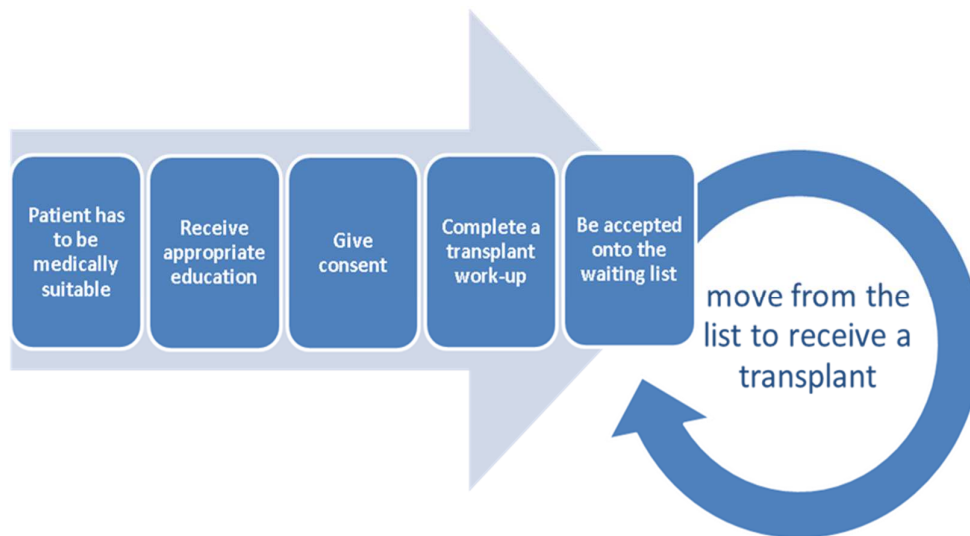 Patient has
to be
medically
suitable
Receive
appropriate
education
Give
consent
Complete a
transplant
work-up
Be accepted
onto the
waiting list
move from the
list to receive a
transplant